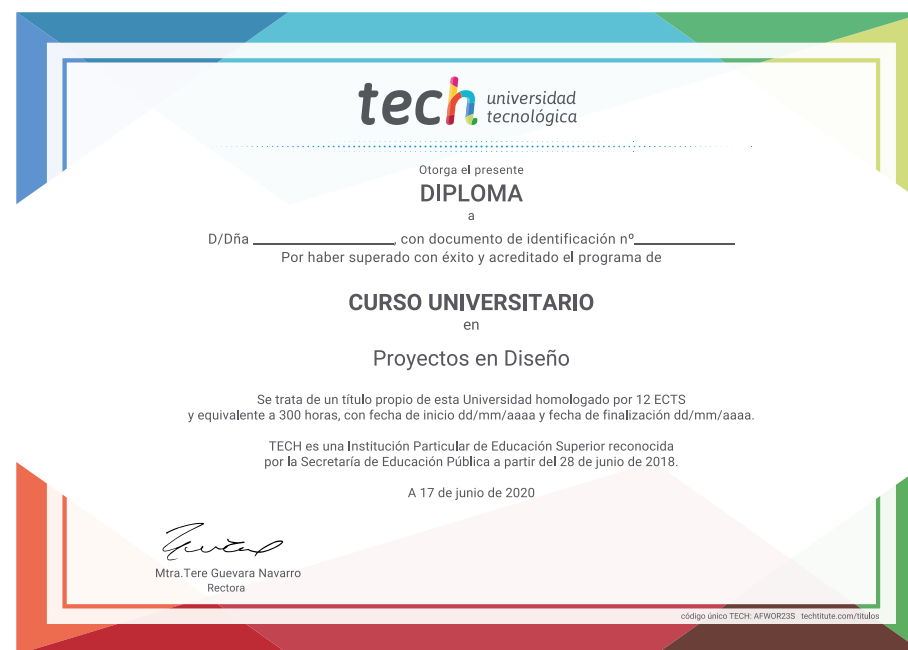 tech universidad
tecnológica
Otorga el presente
DIPLOMA
a
D/Dña ____________________, con documento de identificación nº______________
Por haber superado con éxito y acreditado el programa de
CURSO UNIVERSITARIO
en
Proyectos en Diseño
Se trata de un título propio de esta Universidad homologado por 12 ECTS
y equivalente a 300 horas, con fecha de inicio dd/mm/aaaa y fecha de finalización dd/mm/aaaa.
TECH es una Institución Particular de Educación Superior reconocida
por la Secretaría de Educación Pública a partir del 28 de junio de 2018.
A 17 de junio de 2020
Mtra.Tere Guevara Navarro
Rectora
código único TECH: AFWOR23S techtitute.com/títulos